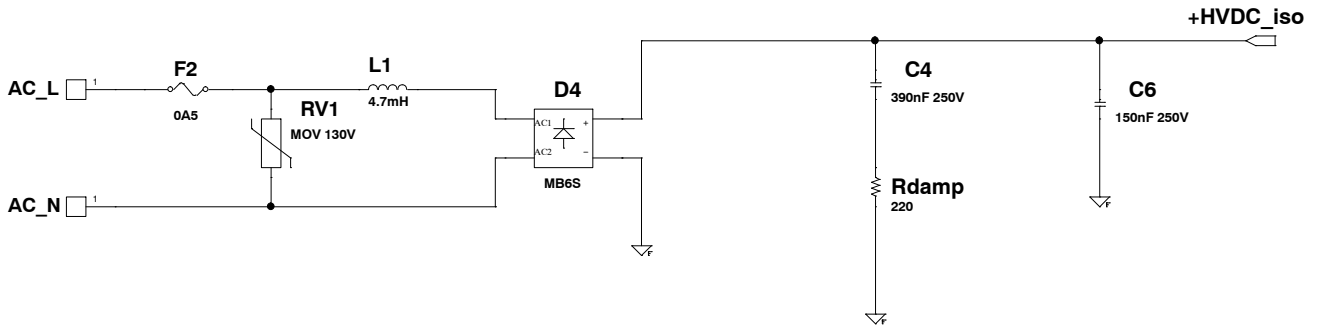 +HVDC_iso
AC_L
1
F2
0A5
L1
4.7mH
RV1
MOV 130V
D4
AC1
+
AC2
−
MB6S
C4
390nF 250V
C6
150nF 250V
Rdamp
220
AC_N
1
F
F
F